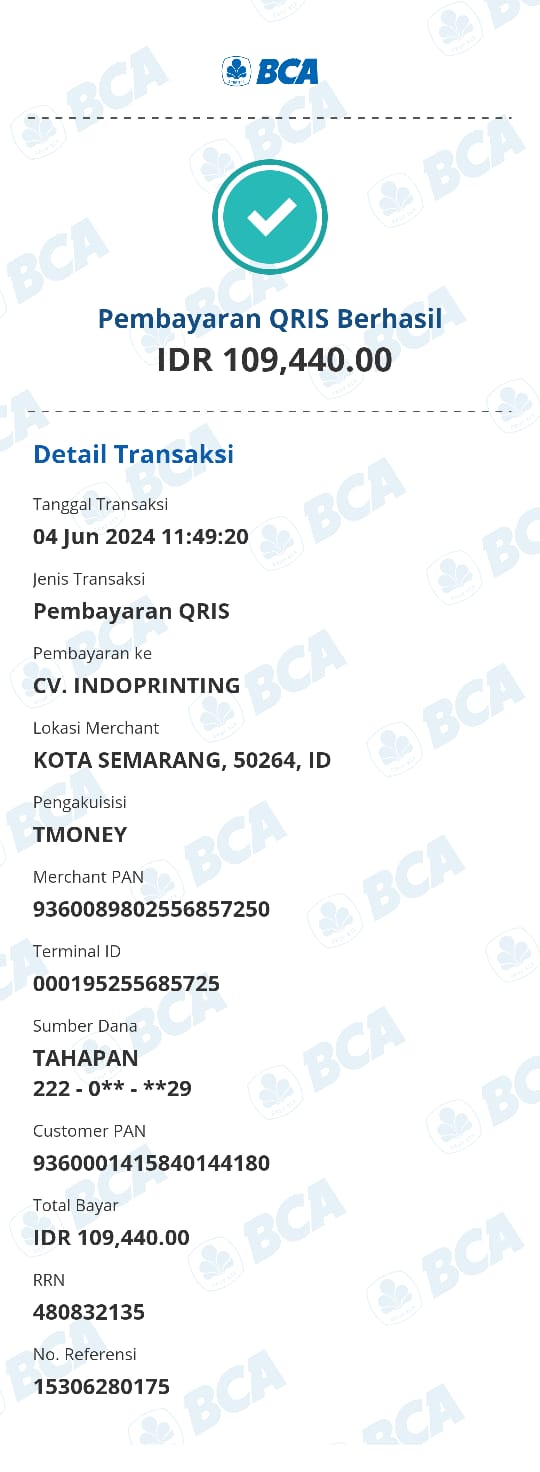 BCA
Pembayaran QRIS Berhasil
IDR 109,440.00
Detail Transaksi
Tanggal Transaksi
04 Jun 2024 11:49:20
Jenis Transaksi
Pembayaran QRIS
Pembayaran ke
CV. INDOPRINTING
Lokasi Merchant
KOTA SEMARANG, 50264, ID
Pengakuisisi
TMONEY
Merchant PAN
9360089802556857250
Terminal ID
000195255685725
Sumber Dana
TAHAPAN
222 - 0** - **29
Customer PAN
9360001415840144180
Total Bayar
IDR 109,440.00
RRN
480832135
No. Referensi
15306280175